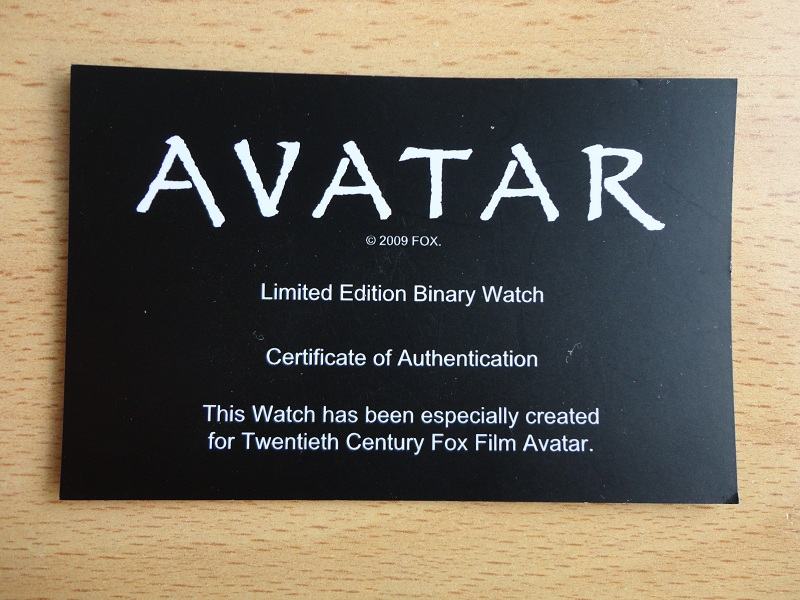 AVATAR
© 2009 FOX.
Limited Edition Binary Watch
Certificate of Authentication
This Watch has been especially created
for Twentieth Century Fox Film Avatar.